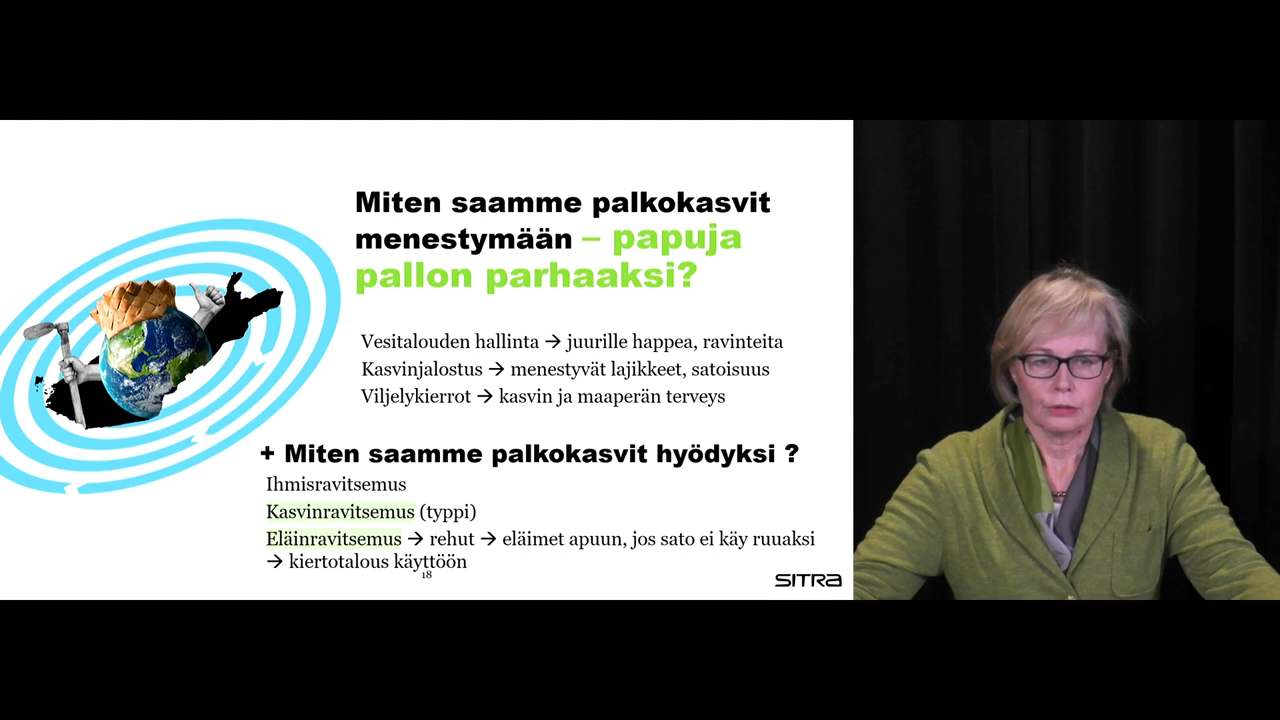 Miten saamme palkokasvit
menestymään – papuja
pallon parhaaksi?
Vesitalouden hallinta → juurille happea, ravinteita
Kasvinjalostus → menestyvät lajikkeet, satoisuus
Viljelykierrot → kasvin ja maaperän terveys
+ Miten saamme palkokasvit hyödyksi ?
Ihmisravitsemus
Kasvinravitsemus (typpi)
Eläinravitsemus → rehut → eläimet apuun, jos sato ei käy ruuaksi
→ kiertotalous käyttöön
18
SITRA